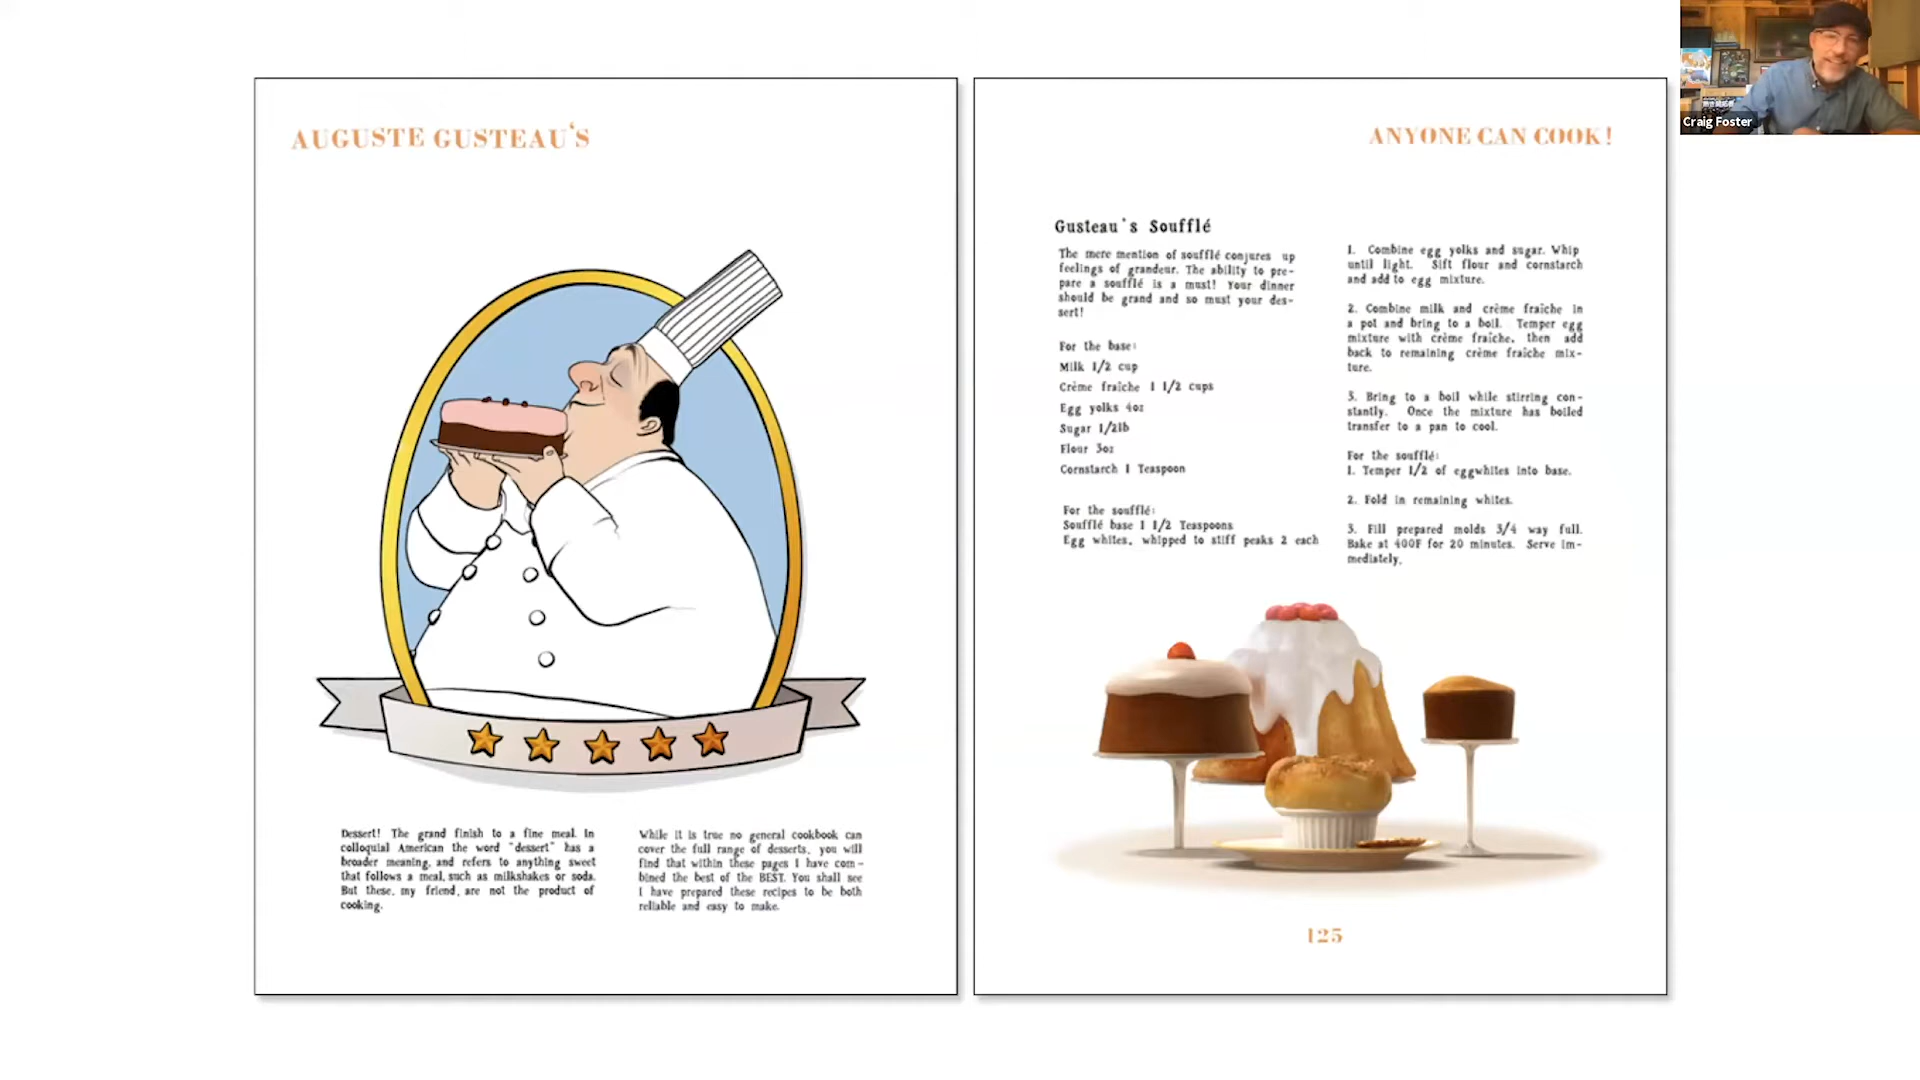 AUGUSTE GUSTEAU'S
Dessert! The grand finish to a fine meal. In
colloquial American the word "dessert" has a
broader meaning, and refers to anything sweet
that follows a meal, such as milkshakes or soda.
But these, my friend, are not the product of
cooking.
While it is true no general cookbook can
cover the full range of desserts, you will
find that within these pages I have com-
bined the best of the BEST. You shall see
I have prepared these recipes to be both
reliable and easy to make.
ANYONE CAN COOK!
Gusteau's Soufflé
The mere mention of soufflé conjures up
feelings of grandeur. The ability to pre-
pare a soufflé is a must! Your dinner
should be grand and so must your des-
sert!
For the base:
Milk 1/2 cup
Crème fraîche 1 1/2 cups
Egg yolks 4oz
Sugar 1/2lb
Flour 3oz
Cornstarch 1 Teaspoon
For the soufflé:
Soufflé base 1 1/2 Teaspoons
Egg whites, whipped to stiff peaks 2 each
1. Combine egg yolks and sugar. Whip
until light. Sift flour and cornstarch
and add to egg mixture.
2. Combine milk and crème fraîche in
a pot and bring to a boil. Temper egg
mixture with crème fraîche, then add
back to remaining crème fraîche mix-
ture.
3. Bring to a boil while stirring con-
stantly. Once the mixture has boiled
transfer to a pan to cool.
For the soufflé:
1. Temper 1/2 of eggwhites into base.
2. Fold in remaining whites.
3. Fill prepared molds 3/4 way full.
Bake at 400F for 20 minutes. Serve im-
mediately.
125
Craig Foster